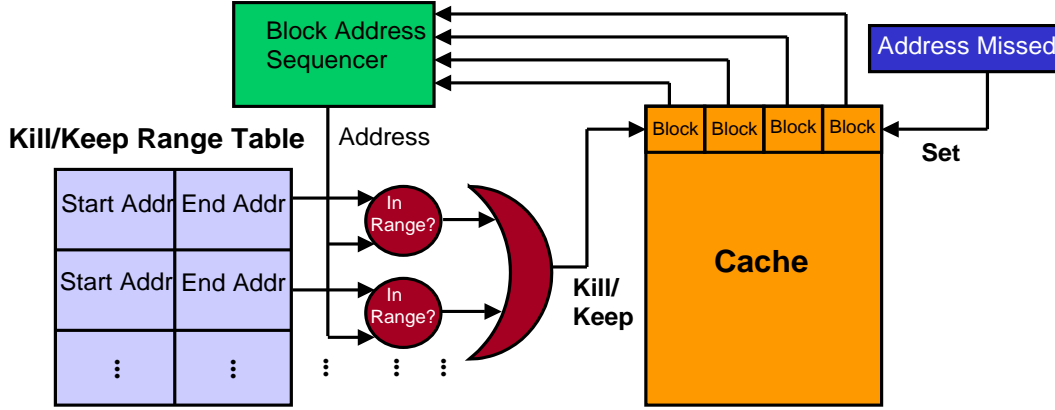 Block Address
Sequencer
Address Missed
Kill/Keep Range Table
Address
Block Block Block Block
Set
Start Addr End Addr
In
Range?
Start Addr End Addr
In
Range?
Cache
Kill/
Keep